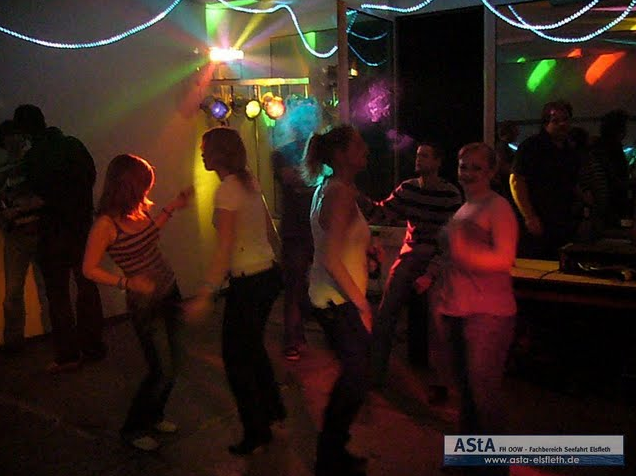 AStA FH OOW - Fachbereich Seefahrt Elsfleth
www.asta-elsfleth.de